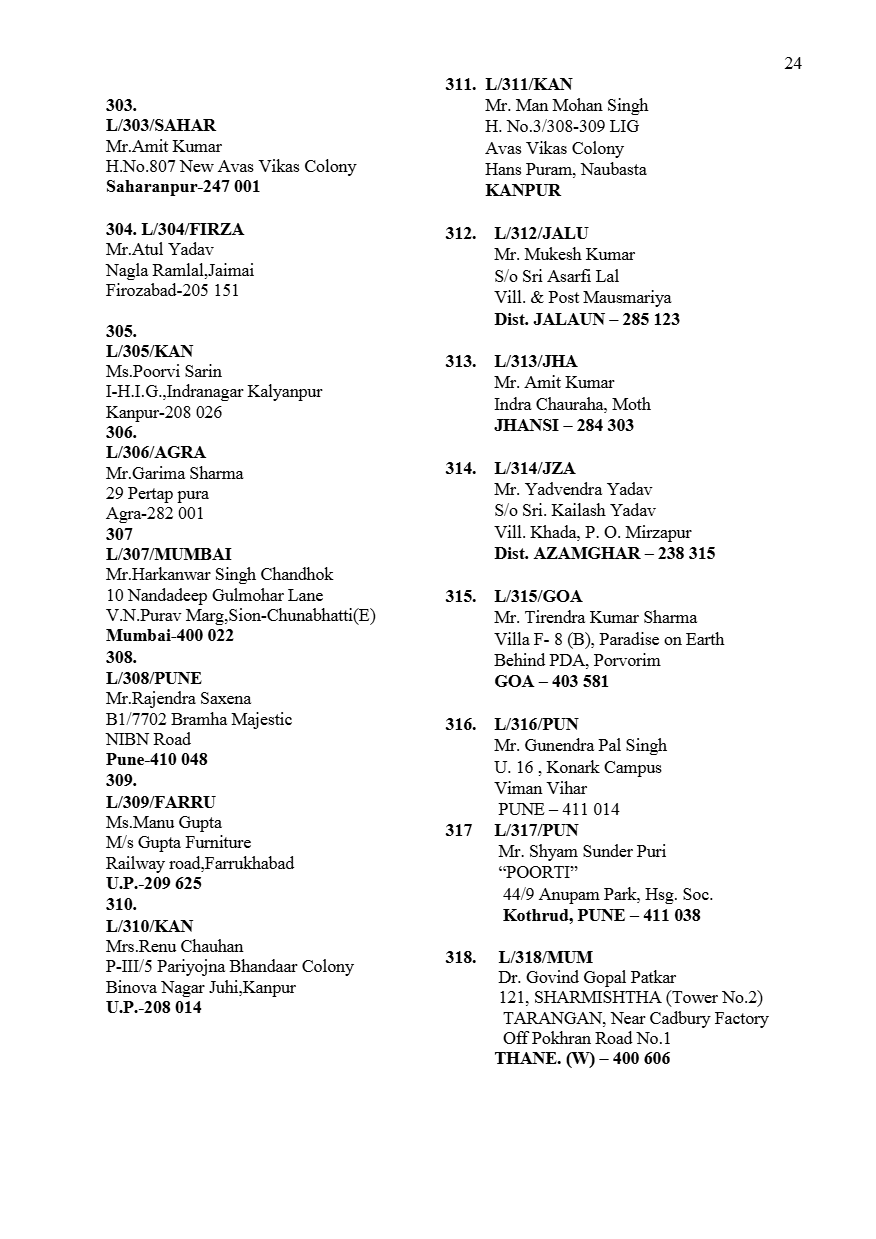 24
303.
L/303/SAHAR
Mr.Amit Kumar
H.No.807 New Avas Vikas Colony
Saharanpur-247 001
304. L/304/FIRZA
Mr.Atul Yadav
Nagla Ramlal,Jaimai
Firozabad-205 151
305.
L/305/KAN
Ms.Poorvi Sarin
I-H.I.G.,Indranagar Kalyanpur
Kanpur-208 026
306.
L/306/AGRA
Mr.Garima Sharma
29 Pertap pura
Agra-282 001
307
L/307/MUMBAI
Mr.Harkanwar Singh Chandhok
10 Nandadeep Gulmohar Lane
V.N.Purav Marg,Sion-Chunabhatti(E)
Mumbai-400 022
308.
L/308/PUNE
Mr.Rajendra Saxena
B1/7702 Bramha Majestic
NIBN Road
Pune-410 048
309.
L/309/FARRU
Ms.Manu Gupta
M/s Gupta Furniture
Railway road,Farrukhabad
U.P.-209 625
310.
L/310/KAN
Mrs.Renu Chauhan
P-III/5 Pariyojna Bhandaar Colony
Binova Nagar Juhi,Kanpur
U.P.-208 014
311. L/311/KAN
Mr. Man Mohan Singh
H. No.3/308-309 LIG
Avas Vikas Colony
Hans Puram, Naubasta
KANPUR
312. L/312/JALU
Mr. Mukesh Kumar
S/o Sri Asarfi Lal
Vill. & Post Mausmariya
Dist. JALAUN – 285 123
313. L/313/JHA
Mr. Amit Kumar
Indra Chauraha, Moth
JHANSI – 284 303
314. L/314/JZA
Mr. Yadvendra Yadav
S/o Sri. Kailash Yadav
Vill. Khada, P. O. Mirzapur
Dist. AZAMGHAR – 238 315
315. L/315/GOA
Mr. Tirendra Kumar Sharma
Villa F- 8 (B), Paradise on Earth
Behind PDA, Porvorim
GOA – 403 581
316. L/316/PUN
Mr. Gunendra Pal Singh
U. 16 , Konark Campus
Viman Vihar
PUNE – 411 014
317 L/317/PUN
Mr. Shyam Sunder Puri
“POORTI”
44/9 Anupam Park, Hsg. Soc.
Kothrud, PUNE – 411 038
318. L/318/MUM
Dr. Govind Gopal Patkar
121, SHARMISHTHA (Tower No.2)
TARANGAN, Near Cadbury Factory
Off Pokhran Road No.1
THANE. (W) – 400 606